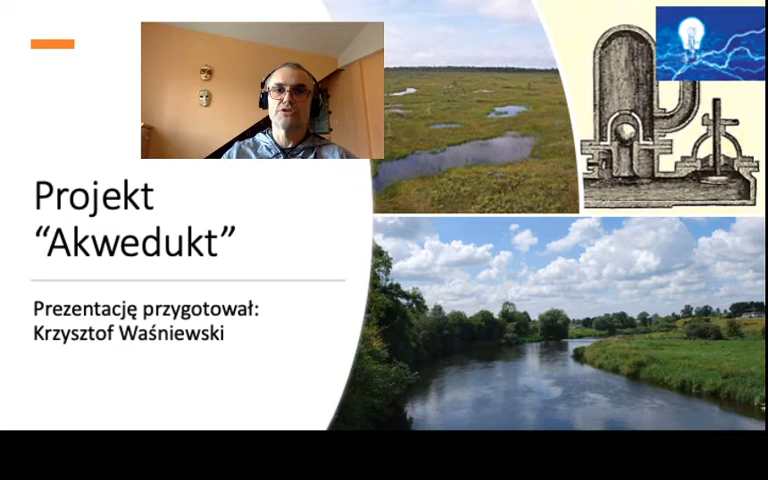 Projekt
“Akwedukt”
Prezentację przygotował:
Krzysztof Waśniewski